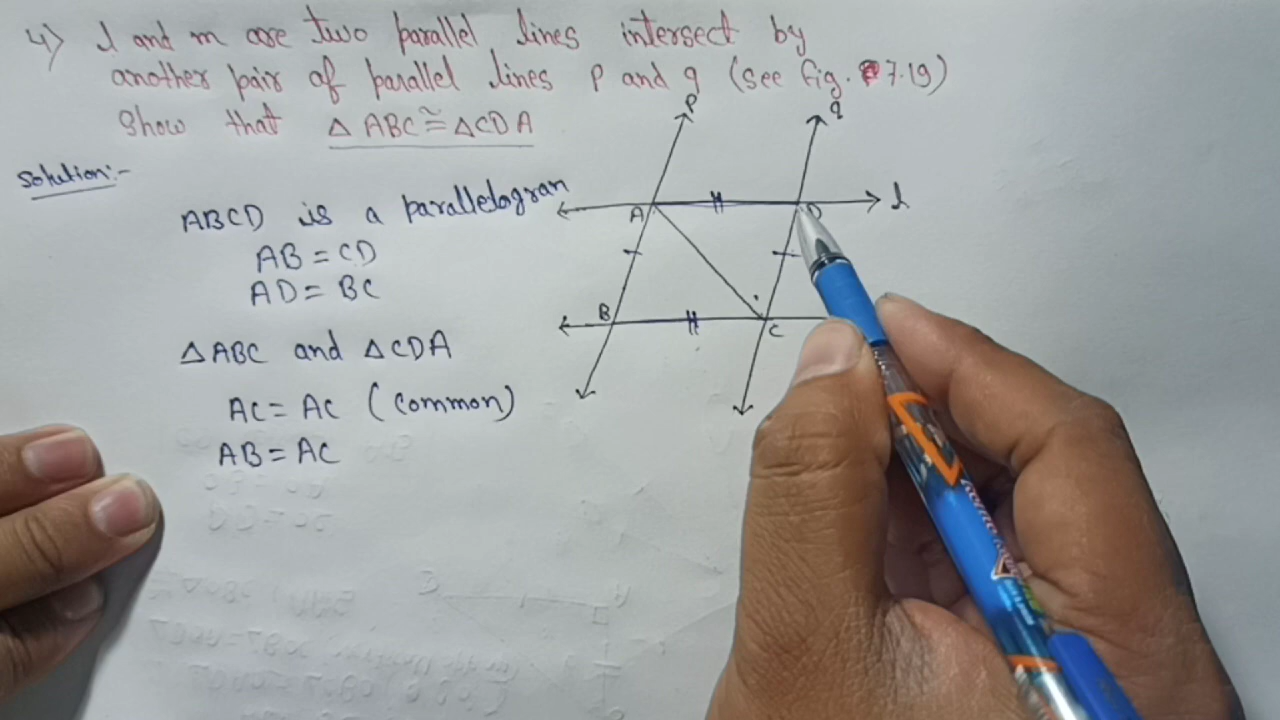 4) l and m are two parallel lines intersect by
another pair of parallel lines p and q (see fig. 7.19)
Show that △ ABC ≅ △CDA
Solution:-
ABCD is a parallelogram
AB = CD
AD = BC
△ABC and △CDA
AC = AC (Common)
AB = AC
P
q
A
D
l
B
C